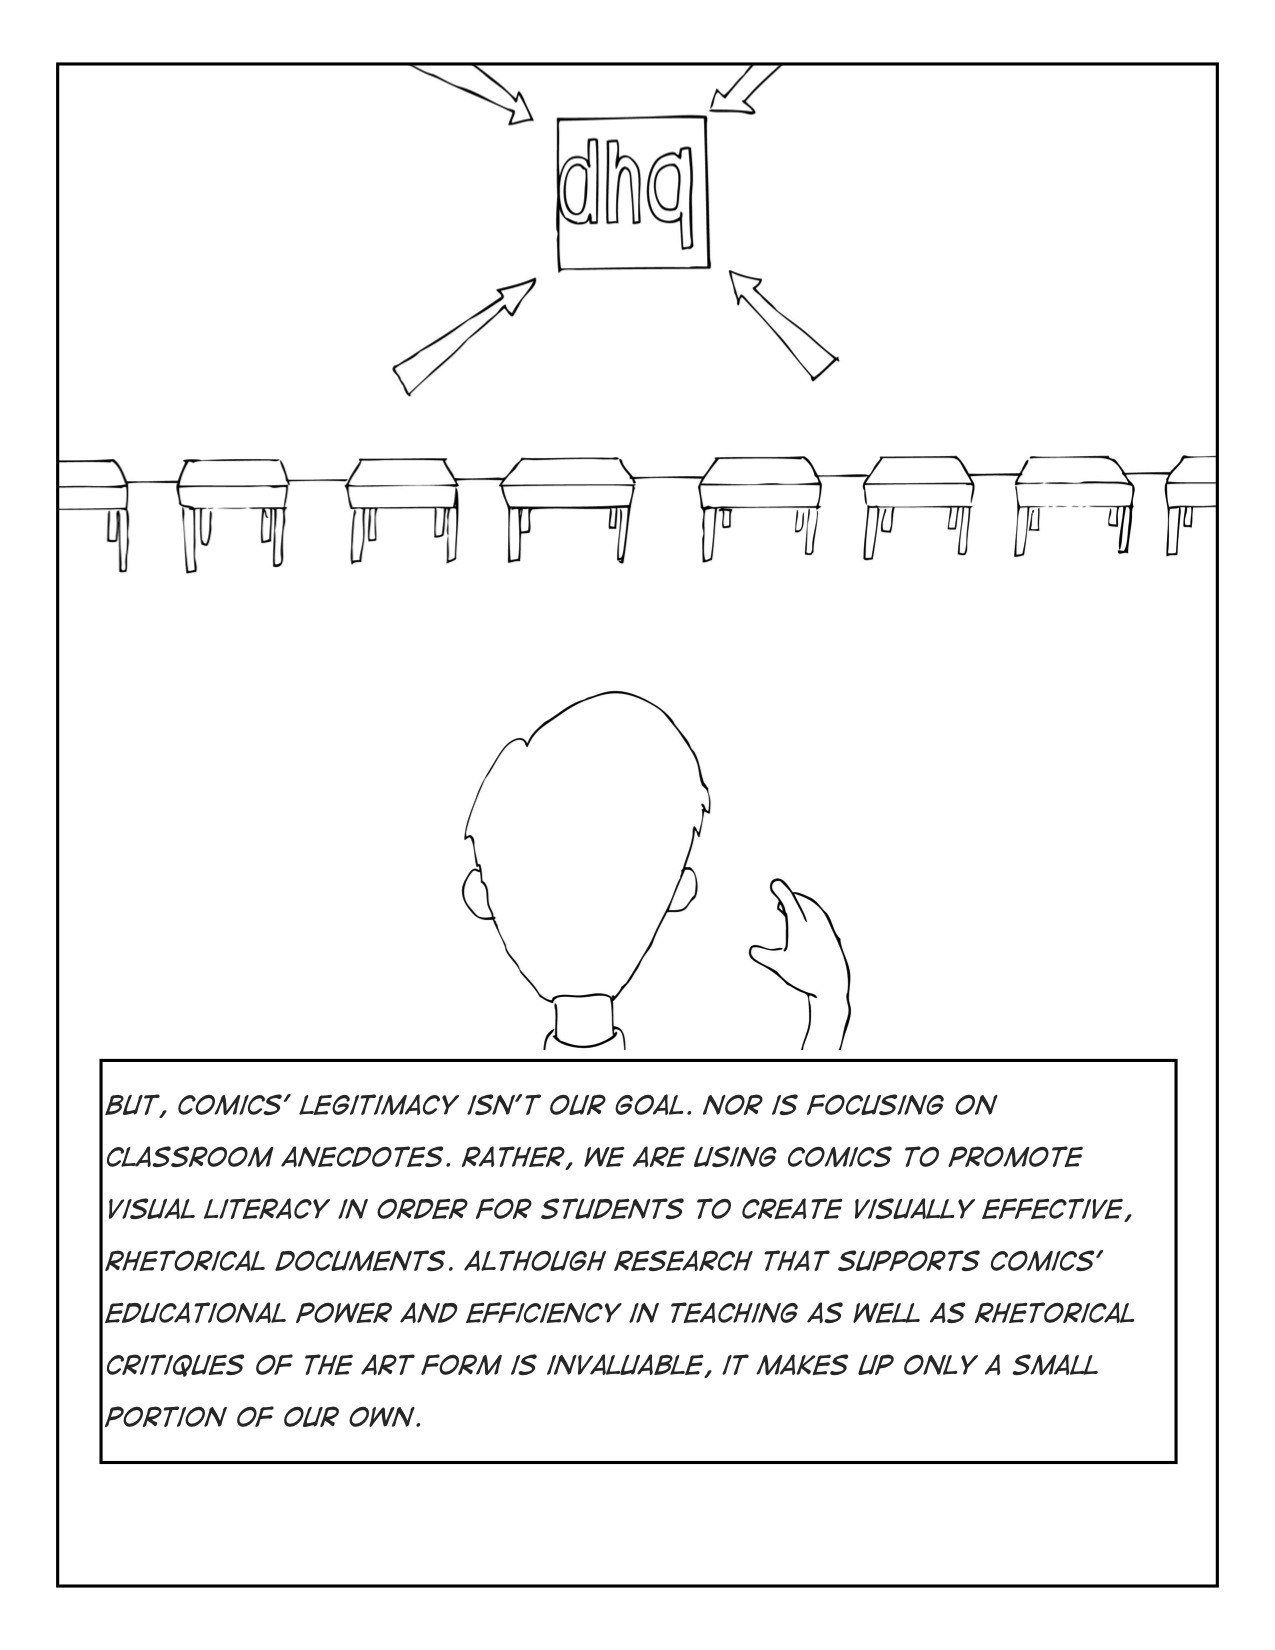 dhq
BUT, COMICS' LEGITIMACY ISN'T OUR GOAL. NOR IS FOCUSING ON
CLASSROOM ANECDOTES. RATHER, WE ARE USING COMICS TO PROMOTE
VISUAL LITERACY IN ORDER FOR STUDENTS TO CREATE VISUALLY EFFECTIVE,
RHETORICAL DOCUMENTS. ALTHOUGH RESEARCH THAT SUPPORTS COMICS'
EDUCATIONAL POWER AND EFFICIENCY IN TEACHING AS WELL AS RHETORICAL
CRITIQUES OF THE ART FORM IS INVALUABLE, IT MAKES UP ONLY A SMALL
PORTION OF OUR OWN.